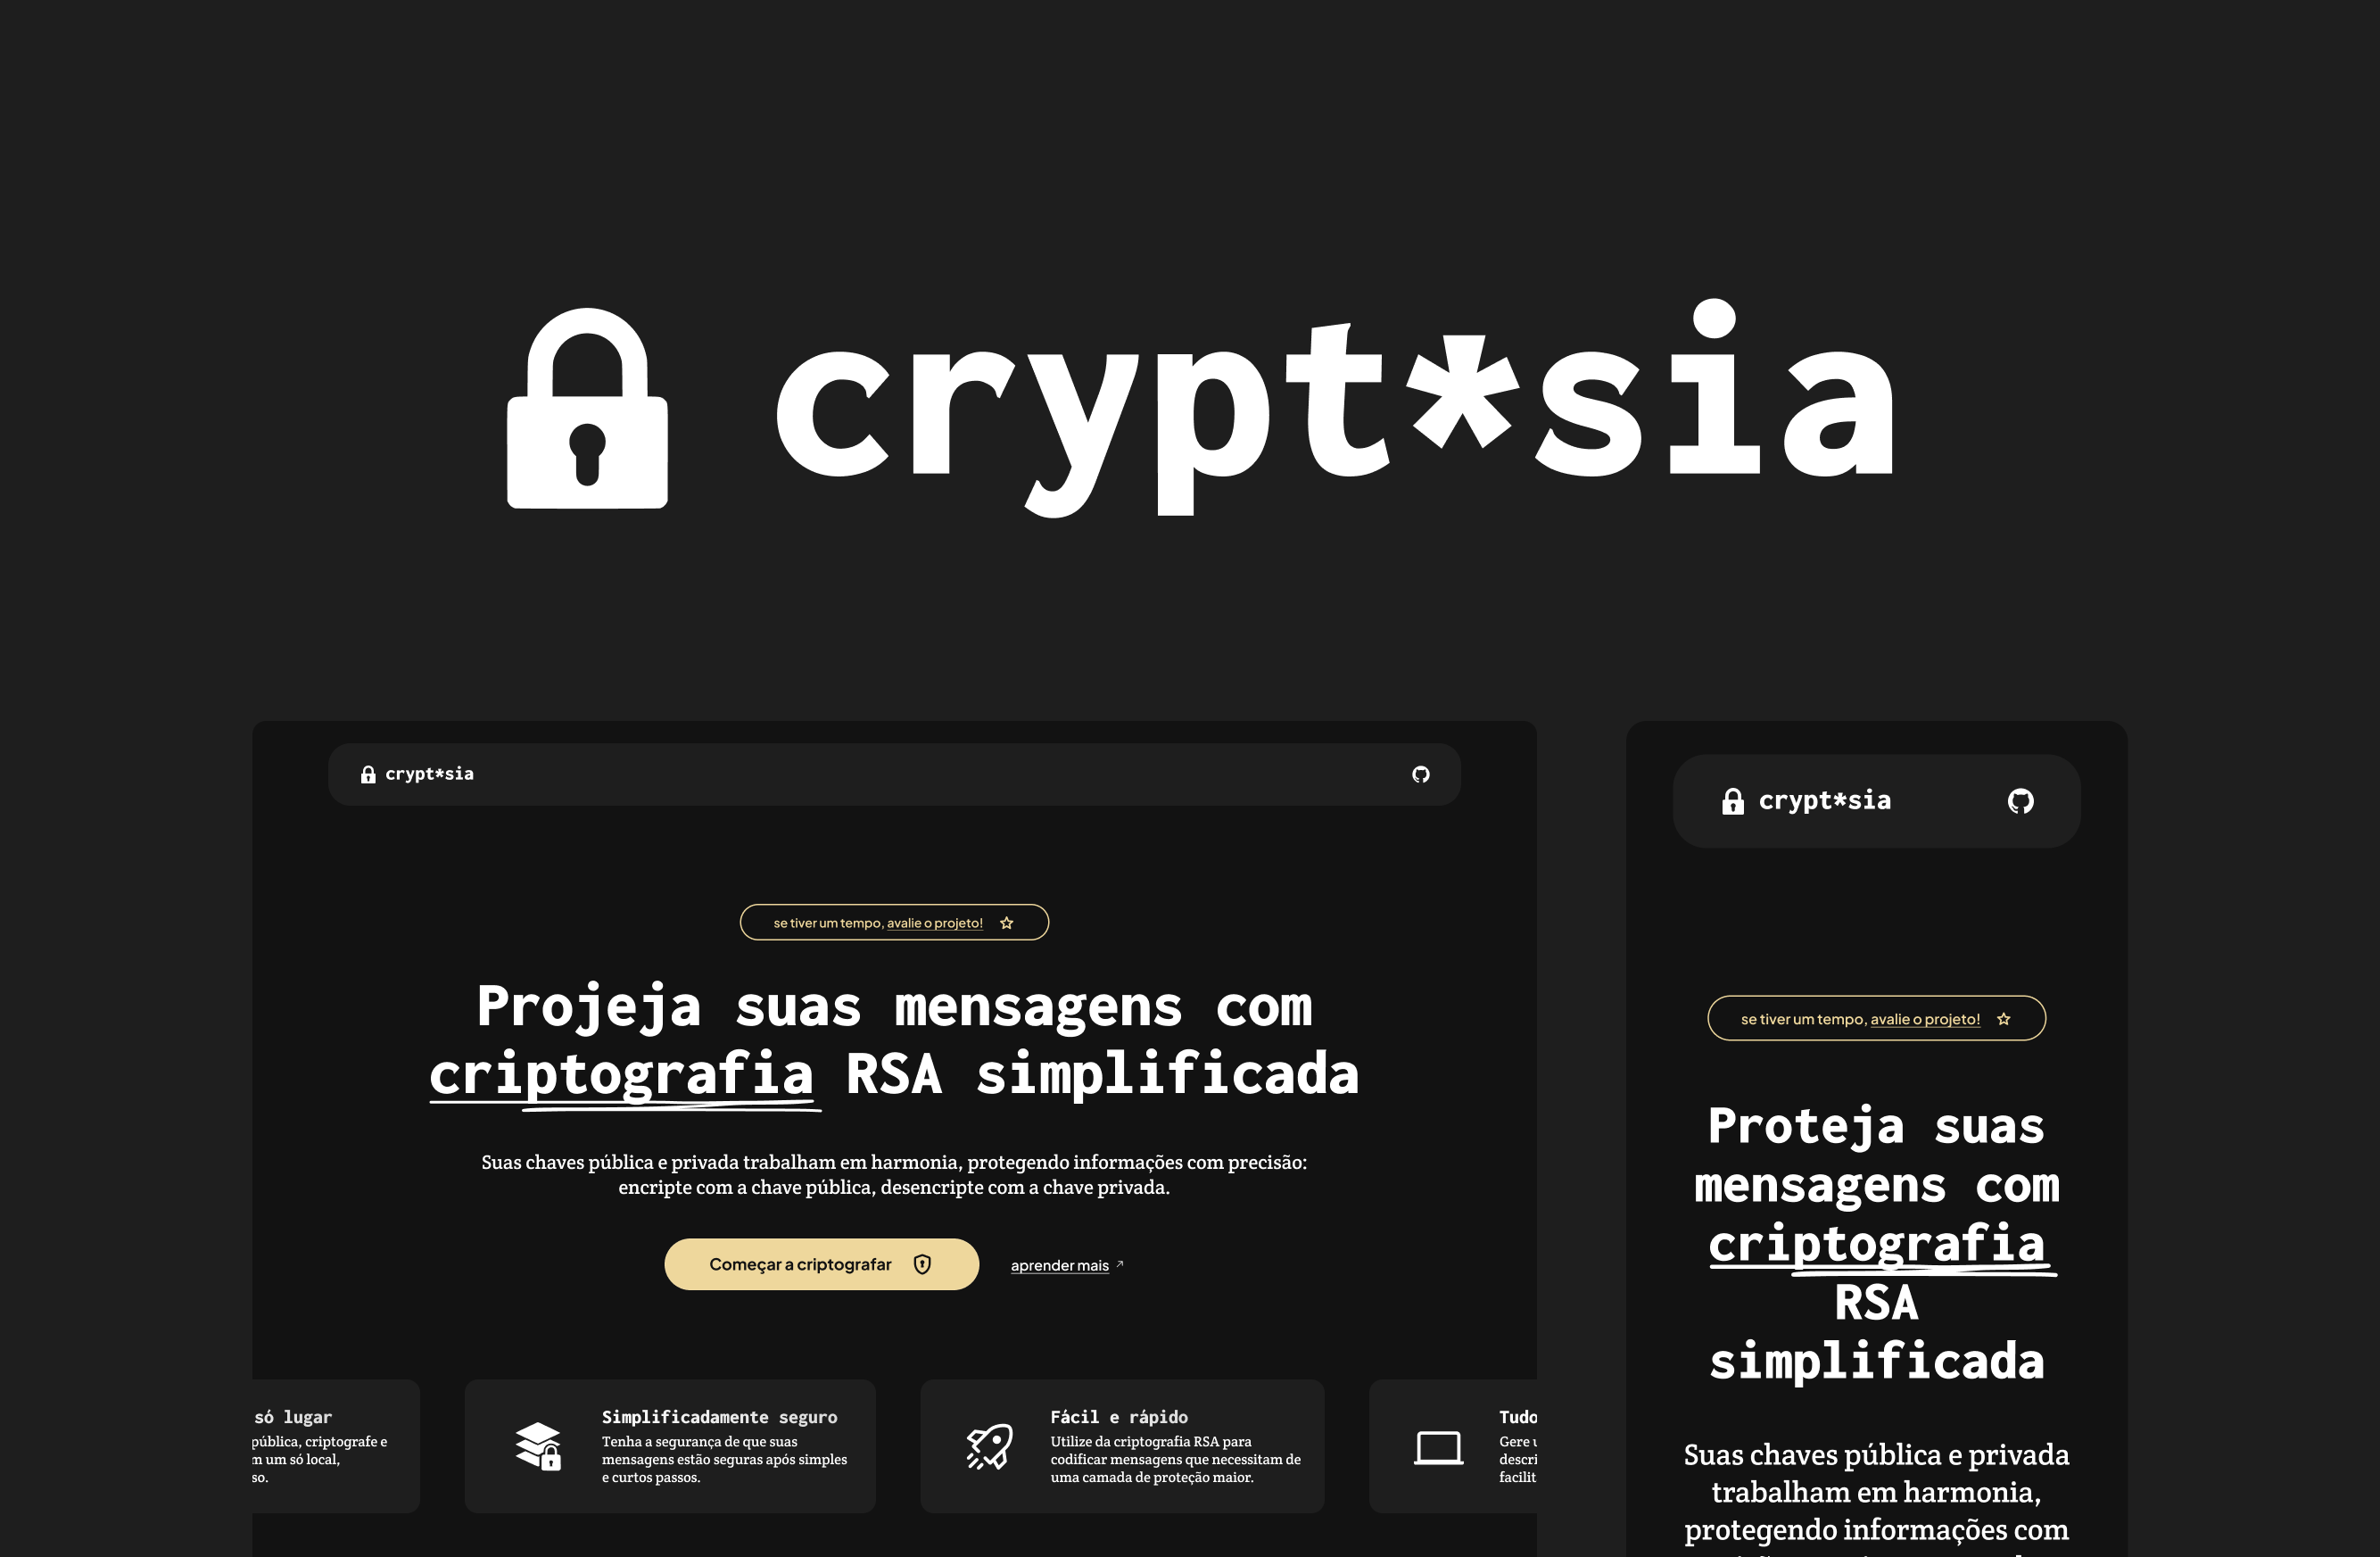 crypt*sia
crypt*sia
se tiver um tempo, avalie o projeto!
Projeja suas mensagens com
criptografia RSA simplificada
Suas chaves pública e privada trabalham em harmonia, protegendo informações com precisão:
encripte com a chave pública, desencripte com a chave privada.
Começar a criptografar
aprender mais
só lugar
pública, criptografe e
m um só local,
so.
Simplificadamente seguro
Tenha a segurança de que suas
mensagens estão seguras após simples
e curtos passos.
Fácil e rápido
Utilize da criptografia RSA para
codificar mensagens que necessitam de
uma camada de proteção maior.
Tudo
Gere
descri
facilit
crypt*sia
se tiver um tempo, avalie o projeto!
Proteja suas
mensagens com
criptografia
RSA
simplificada
Suas chaves pública e privada
trabalham em harmonia,
protegendo informações com